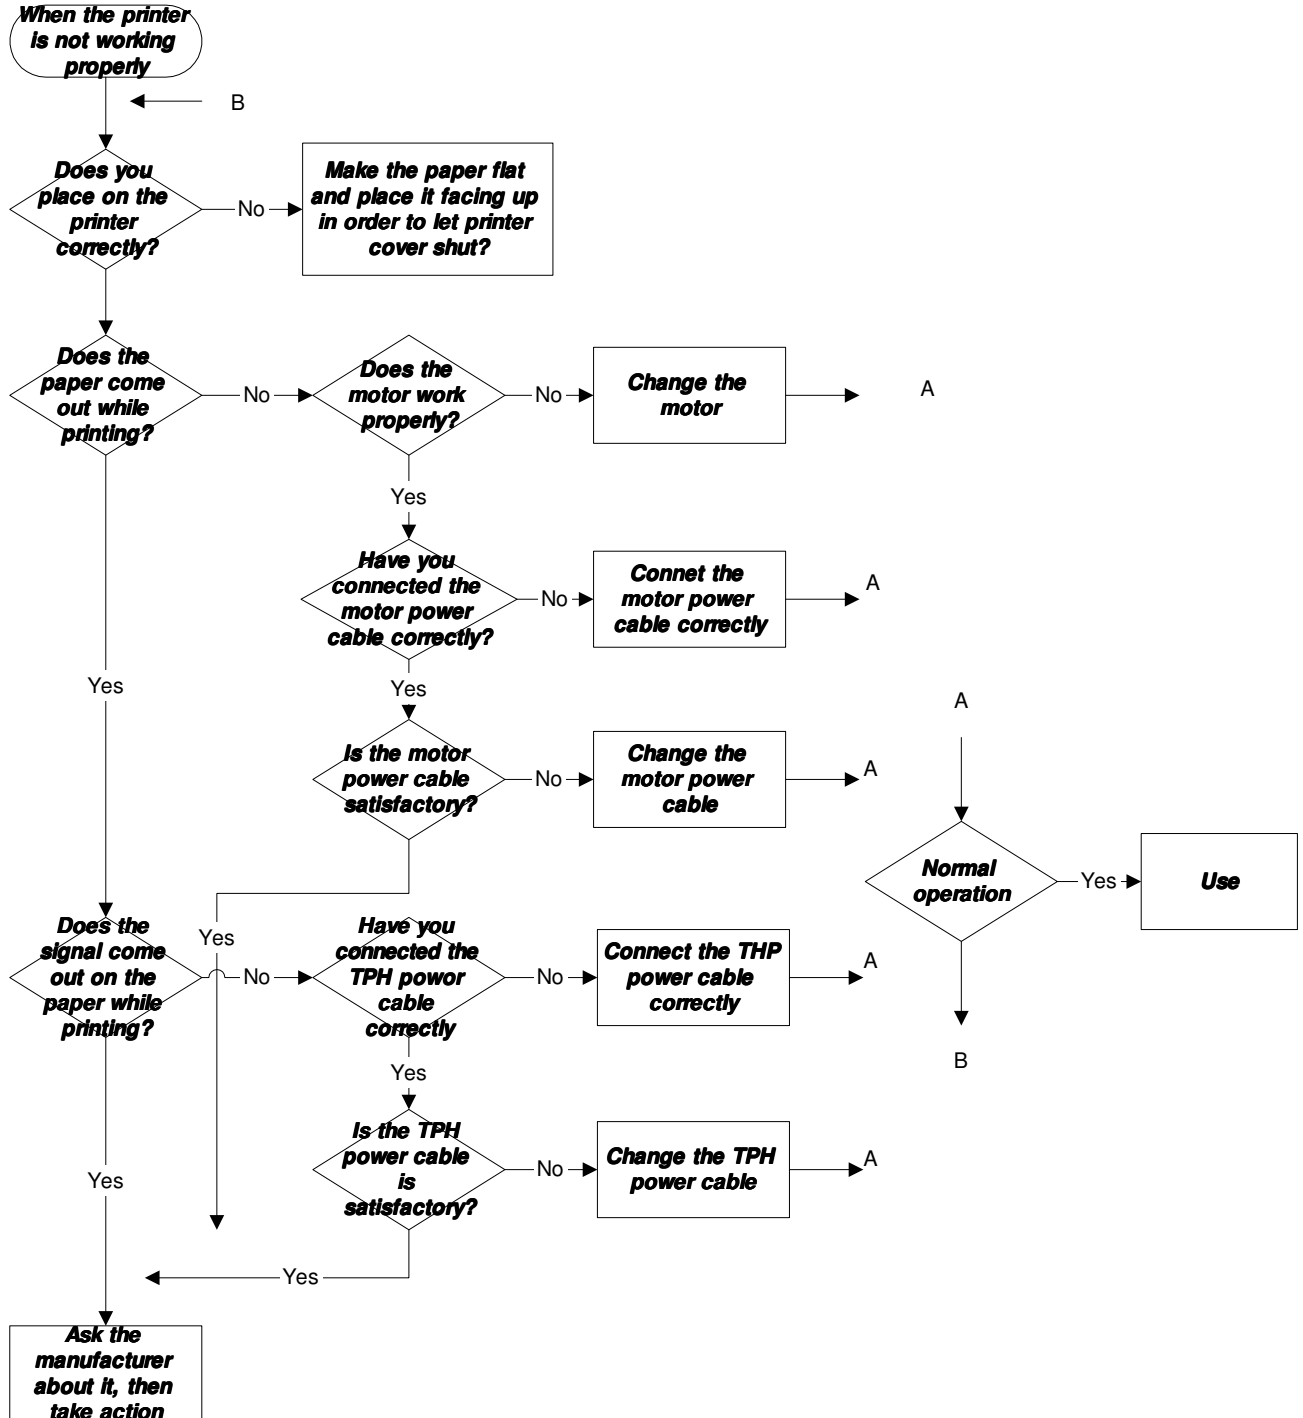 When the printer
is not working
properly
B
Does you
place on the
printer
correctly?
No
Make the paper flat
and place it facing up
in order to let printer
cover shut?
Does the
paper come
out while
printing?
No
Does the
motor work
properly?
No
Change the
motor
A
Yes
Have you
connected the
motor power
cable correctly?
No
Connet the
motor power
cable correctly
A
Yes
Yes
Is the motor
power cable
satisfactory?
No
Change the
motor power
cable
A
A
Normal
operation
Yes
Use
B
Does the
signal come
out on the
paper while
printing?
Yes
No
Have you
connected the
TPH powor
cable
correctly
No
Connect the THP
power cable
correctly
A
Yes
Is the TPH
power cable
is
satisfactory?
No
Change the TPH
power cable
A
Yes
Yes
Ask the
manufacturer
about it, then
take action